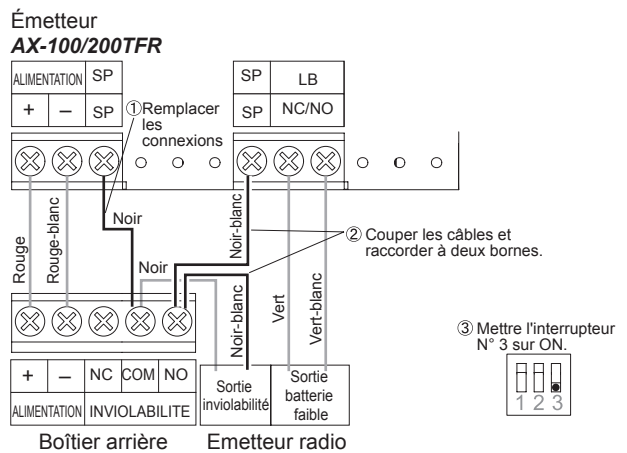 Émetteur
AX-100/200TFR
ALIMENTATION SP
+ – SP
SP LB
SP NC/NO
①Remplacer
les
connexions
Rouge
Rouge-blanc
Noir
Noir
Noir-blanc
Noir-blanc
Vert
Vert-blanc
② Couper les câbles et
raccorder à deux bornes.
③ Mettre l'interrupteur
N° 3 sur ON.
1 2 3
+ – NC COM NO
ALIMENTATION INVIOLABILITE
Sortie
inviolabilité
Sortie
batterie
faible
Boîtier arrière
Emetteur radio